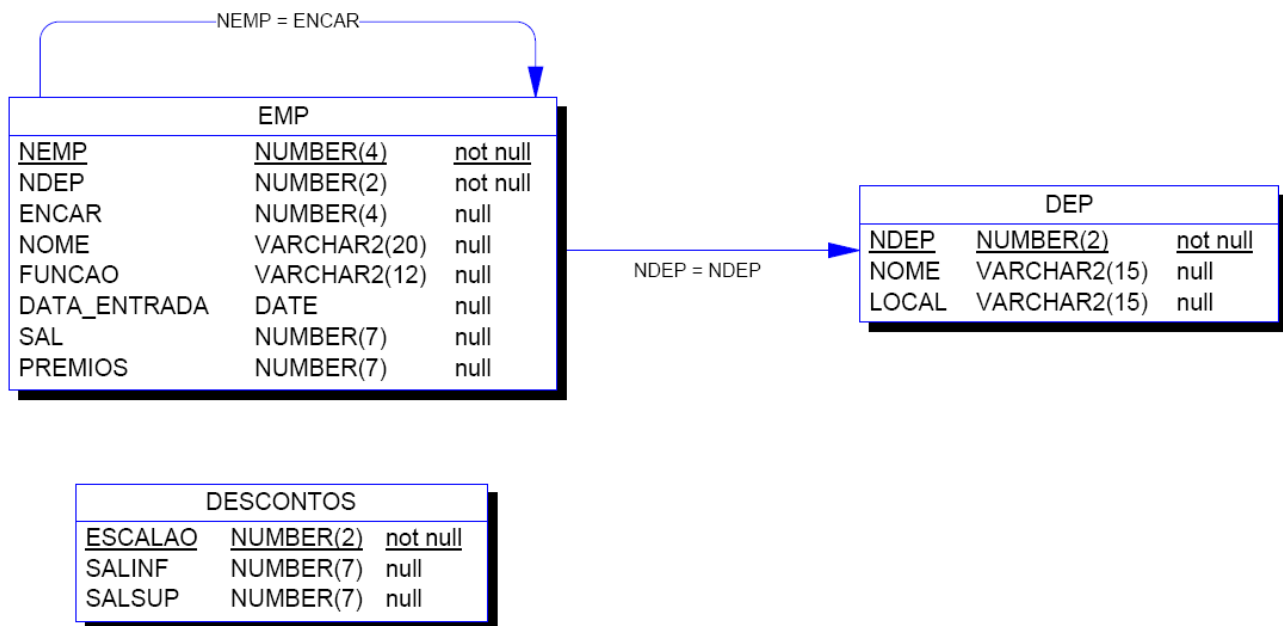 NEMP = ENCAR
EMP
NEMP NUMBER(4) not null
NDEP NUMBER(2) not null
ENCAR NUMBER(4) null
NOME VARCHAR2(20) null
FUNCAO VARCHAR2(12) null
DATA_ENTRADA DATE null
SAL NUMBER(7) null
PREMIOS NUMBER(7) null
NDEP = NDEP
DEP
NDEP NUMBER(2) not null
NOME VARCHAR2(15) null
LOCAL VARCHAR2(15) null
DESCONTOS
ESCALAO NUMBER(2) not null
SALINF NUMBER(7) null
SALSUP NUMBER(7) null